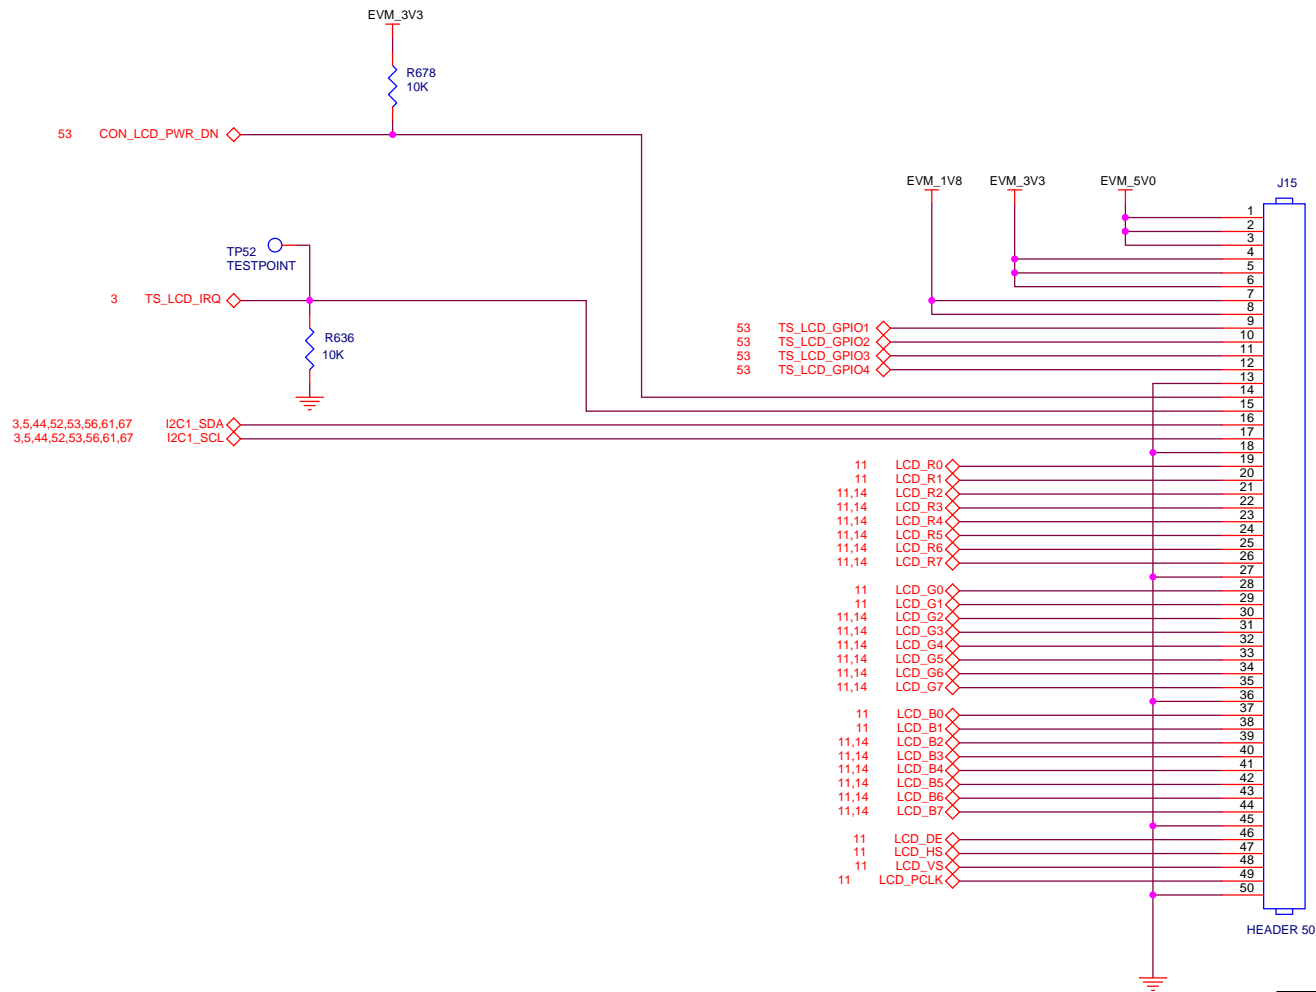 EVM_3V3
R678
10K
53 CON_LCD_PWR_DN
EVM_1V8 EVM_3V3 EVM_5V0
J15
TP52
TESTPOINT
3 TS_LCD_IRQ
R636
10K
1
2
3
4
5
6
7
8
53 TS_LCD_GPIO1 9
53 TS_LCD_GPIO2 10
53 TS_LCD_GPIO3 11
53 TS_LCD_GPIO4 12
13
14
15
3,5,44,52,53,56,61,67 I2C1_SDA 16
3,5,44,52,53,56,61,67 I2C1_SCL 17
18
11 LCD_R0 19
11 LCD_R1 20
11,14 LCD_R2 21
11,14 LCD_R3 22
11,14 LCD_R4 23
11,14 LCD_R5 24
11,14 LCD_R6 25
11,14 LCD_R7 26
27
11 LCD_G0 28
11 LCD_G1 29
11,14 LCD_G2 30
11,14 LCD_G3 31
11,14 LCD_G4 32
11,14 LCD_G5 33
11,14 LCD_G6 34
11,14 LCD_G7 35
36
11 LCD_B0 37
11 LCD_B1 38
11,14 LCD_B2 39
11,14 LCD_B3 40
11,14 LCD_B4 41
11,14 LCD_B5 42
11,14 LCD_B6 43
11,14 LCD_B7 44
45
11 LCD_DE 46
11 LCD_HS 47
11 LCD_VS 48
11 LCD_PCLK 49
50
HEADER 50